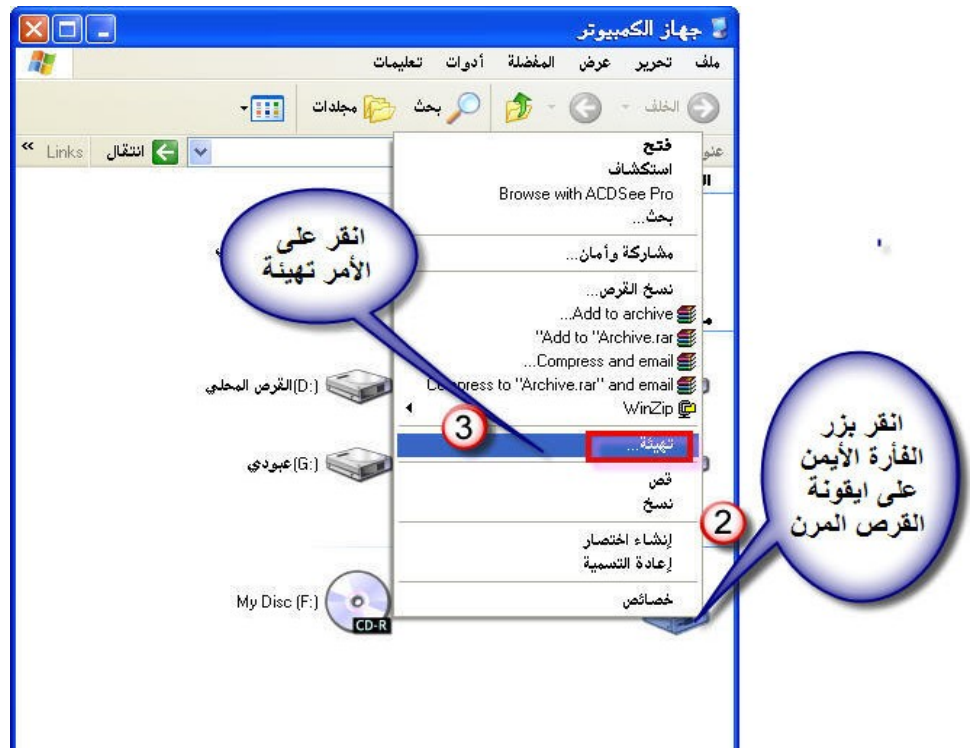 جهاز الكمبيوتر
ملف تحرير عرض المفضلة أدوات تعليمات
الخلف بحث مجلدات
انتقال Links »
فتح
استكشاف
Browse with ACDSee Pro
بحث...
مشاركة وأمان...
نسخ القرص...
...Add to archive
"Add to "Archive.rar
...Compress and email
Compress to "Archive.rar" and email
WinZip
تهيئة...
قص
نسخ
إنشاء اختصار
إعادة التسمية
خصائص
انقر على
الأمر تهيئة
3
(D:)القرص المحلي
(G:)عبودي
My Disc (F:)
CD-R
انقر بزر
الفأرة الأيمن
على ايقونة
القرص المرن
2